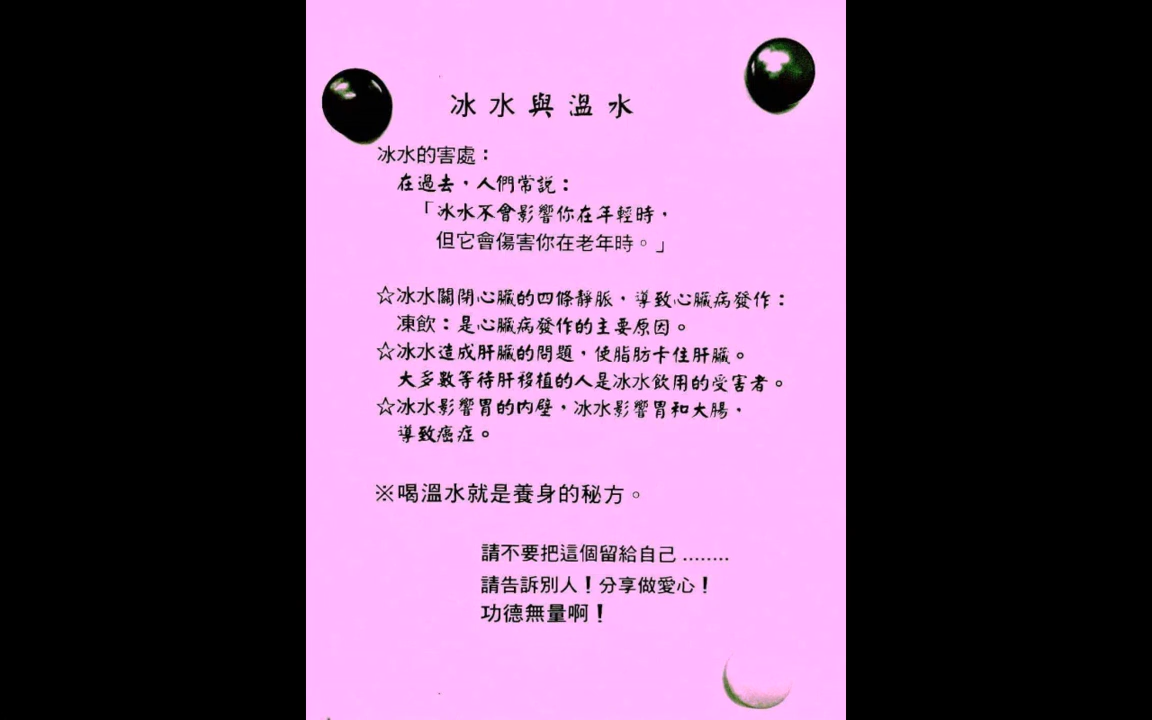 冰水與溫水
冰水的害處：
在過去，人們常説：
「冰水不會影響你在年輕時，
但它會傷害你在老年時。」
☆冰水關閉心臟的四條靜脈，導致心臟病發作：
凍飲：是心臟病發作的主要原因。
☆冰水造成肝臟的問題，使脂肪卡住肝臟。
大多數等待肝移植的人是冰水飲用的受害者。
☆冰水影響胃的内壁，冰水影響胃和大腸，
導致癌症。
※喝溫水就是養身的秘方。
請不要把這個留給自己 ........
請告訴別人！分享做愛心！
功德無量啊！